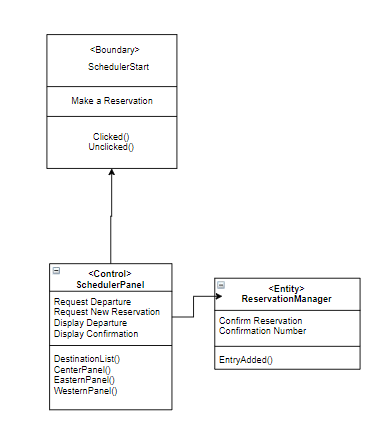 <Boundary>
SchedulerStart
Make a Reservation
Clicked()
Unclicked()
<Control>
SchedulerPanel
Request Departure
Request New Reservation
Display Departure
Display Confirmation
DestinationList()
CenterPanel()
EasternPanel()
WesternPanel()
<Entity>
ReservationManager
Confirm Reservation
Confirmation Number
EntryAdded()